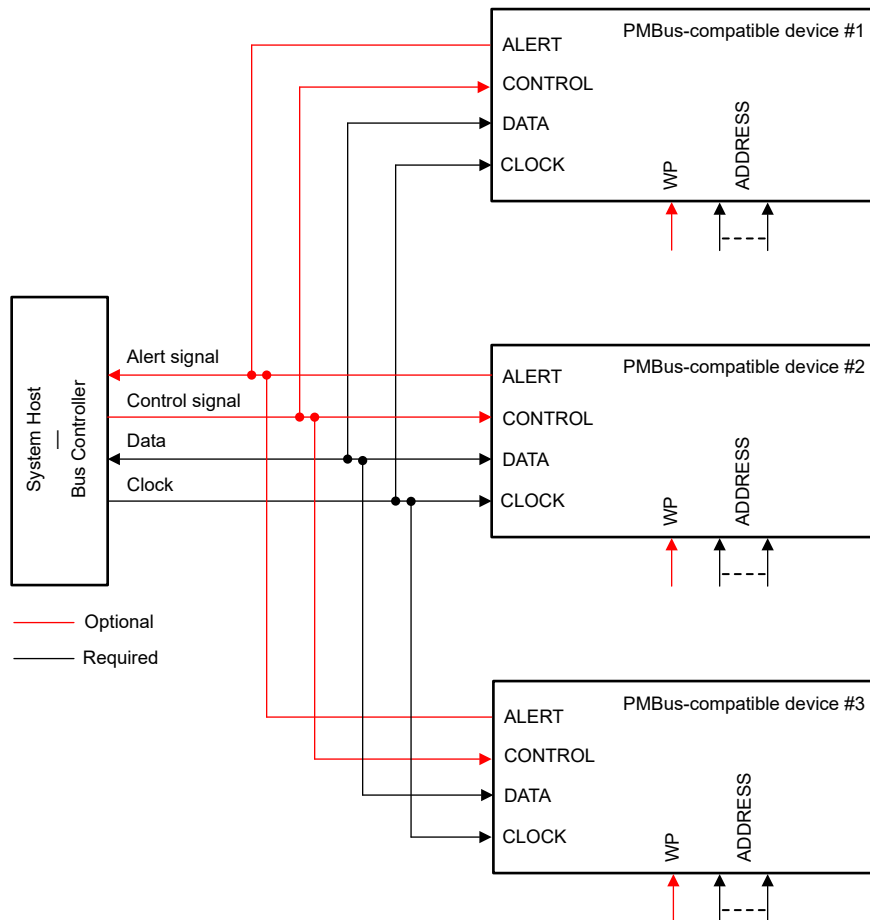 PMBus-compatible device #1
ALERT
CONTROL
DATA
CLOCK
WP
ADDRESS
System Host
—
Bus Controller
Alert signal
Control signal
Data
Clock
PMBus-compatible device #2
ALERT
CONTROL
DATA
CLOCK
WP
ADDRESS
Optional
Required
PMBus-compatible device #3
ALERT
CONTROL
DATA
CLOCK
WP
ADDRESS